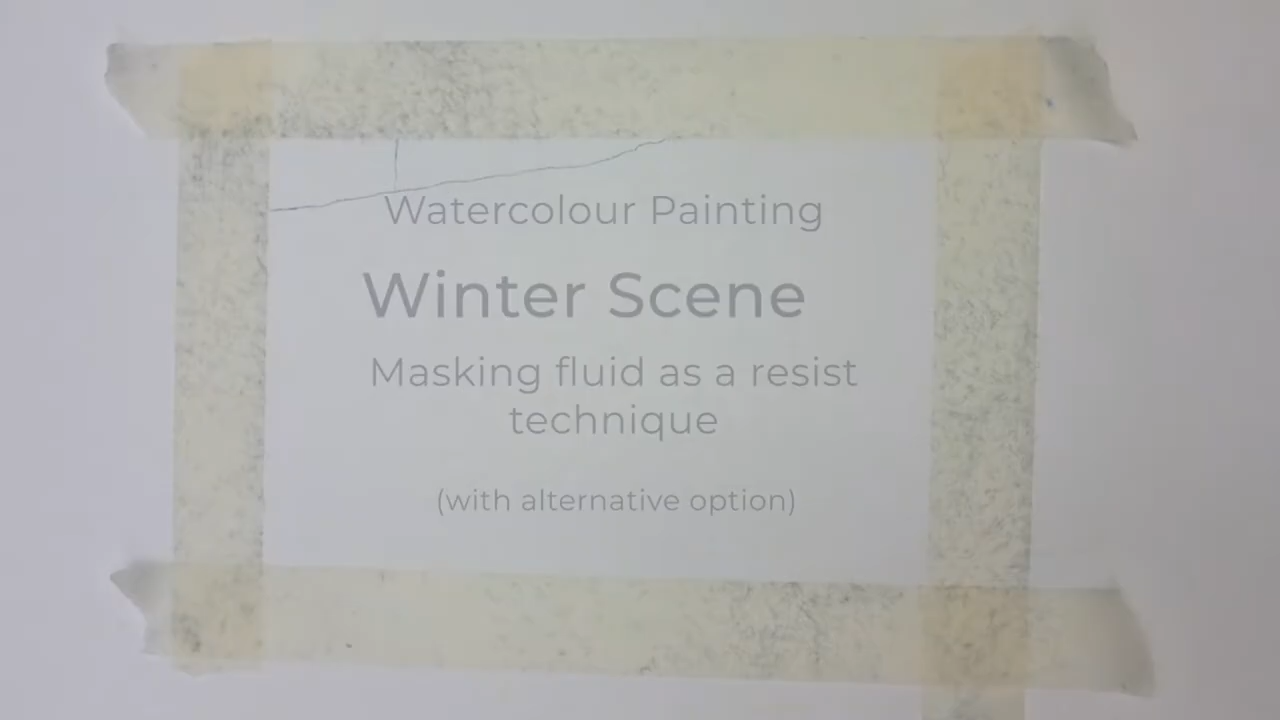 Watercolour Painting
Winter Scene
Masking fluid as a resist
technique
(with alternative option)